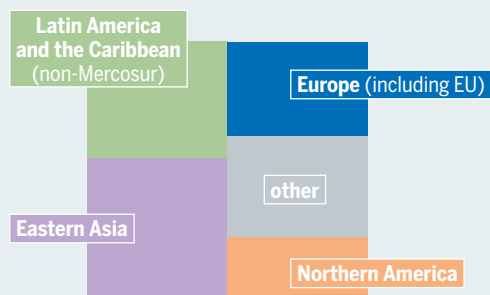 Latin America
and the Caribbean
(non-Mercosur)
Europe (including EU)
other
Eastern Asia
Northern America